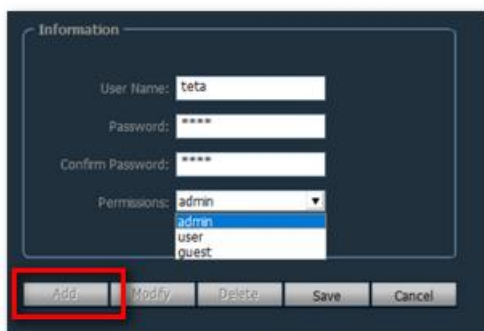 Information
User Name: teta
Password: ****
Confirm Password: ****
Permissions: admin
admin
user
guest
Add Modify Delete Save Cancel